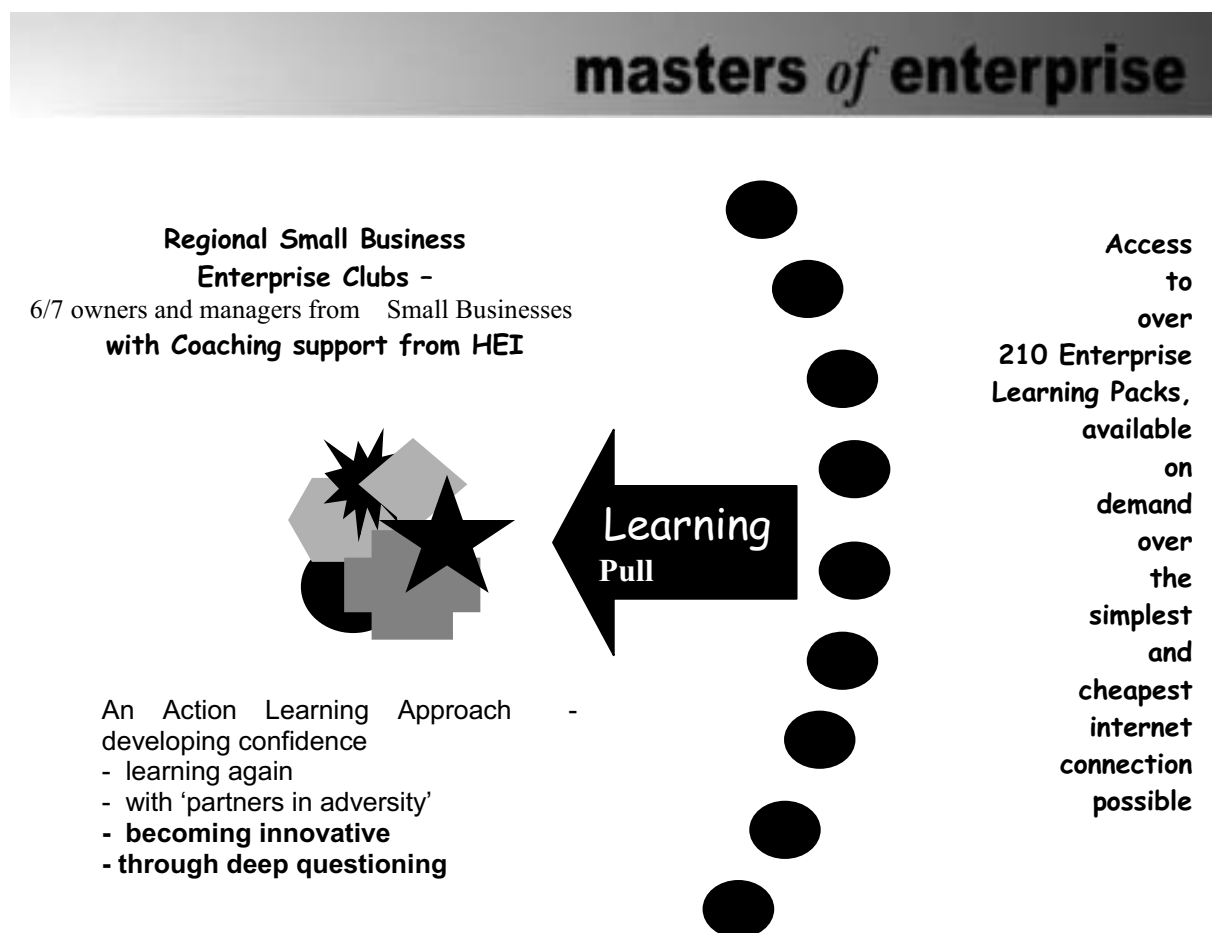 masters of enterprise
Regional Small Business
Enterprise Clubs –
6/7 owners and managers from Small Businesses
with Coaching support from HEI
Learning
Pull
Access
to
over
210 Enterprise
Learning Packs,
available
on
demand
over
the
simplest
and
cheapest
internet
connection
possible
An Action Learning Approach -
developing confidence
- learning again
- with ‘partners in adversity’
- becoming innovative
- through deep questioning